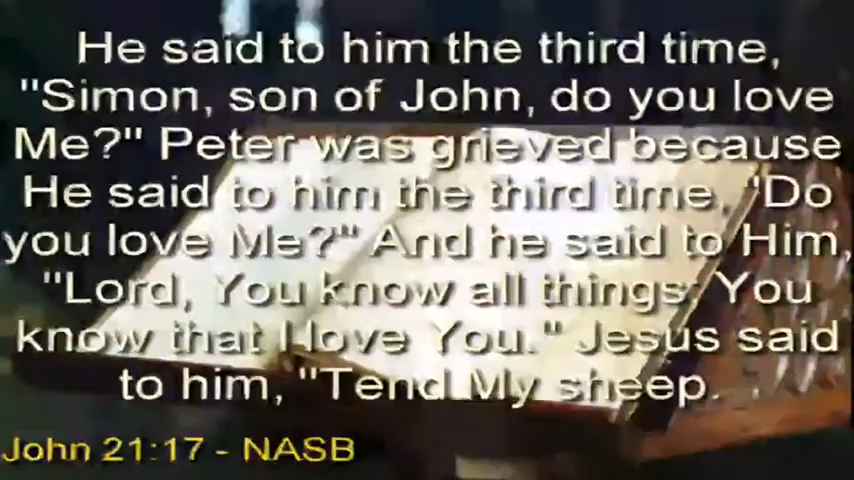 He said to him the third time,
"Simon, son of John, do you love
Me?" Peter was grieved because
He said to him the third time, "Do
you love Me?" And he said to Him,
"Lord, You know all things; You
know that I love You." Jesus said
to him, "Tend My sheep.
John 21:17 - NASB